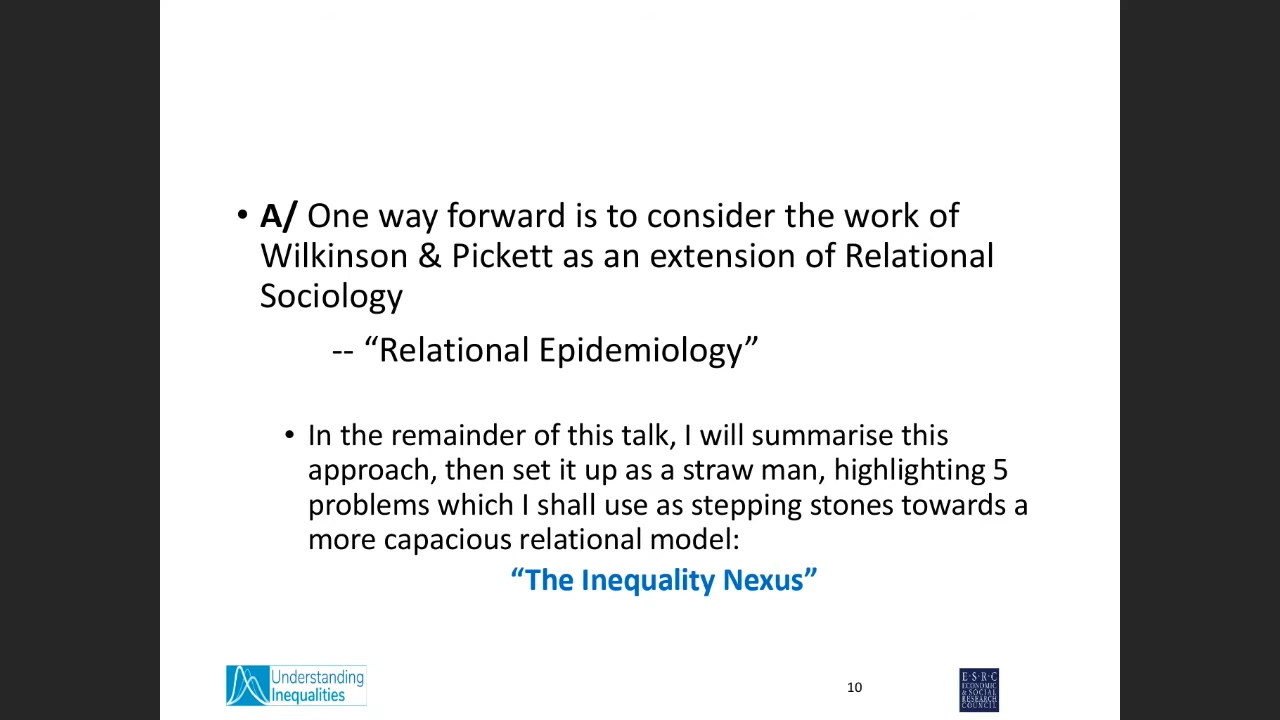 • A/ One way forward is to consider the work of
Wilkinson & Pickett as an extension of Relational
Sociology
-- “Relational Epidemiology”
• In the remainder of this talk, I will summarise this
approach, then set it up as a straw man, highlighting 5
problems which I shall use as stepping stones towards a
more capacious relational model:
“The Inequality Nexus”
Understanding
Inequalities
10
E·S·R·C
ECONOMIC
& SOCIAL
RESEARCH
COUNCIL